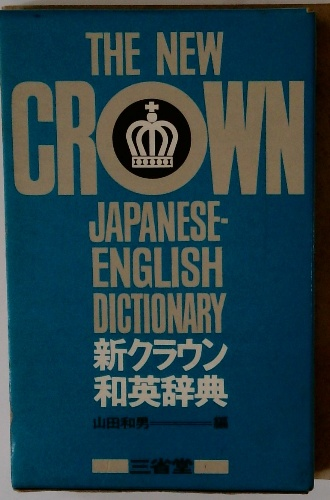 THE NEW
CROWN
JAPANESE-
ENGLISH
DICTIONARY
新クラウン
和英辞典
山田和男────編
三省堂